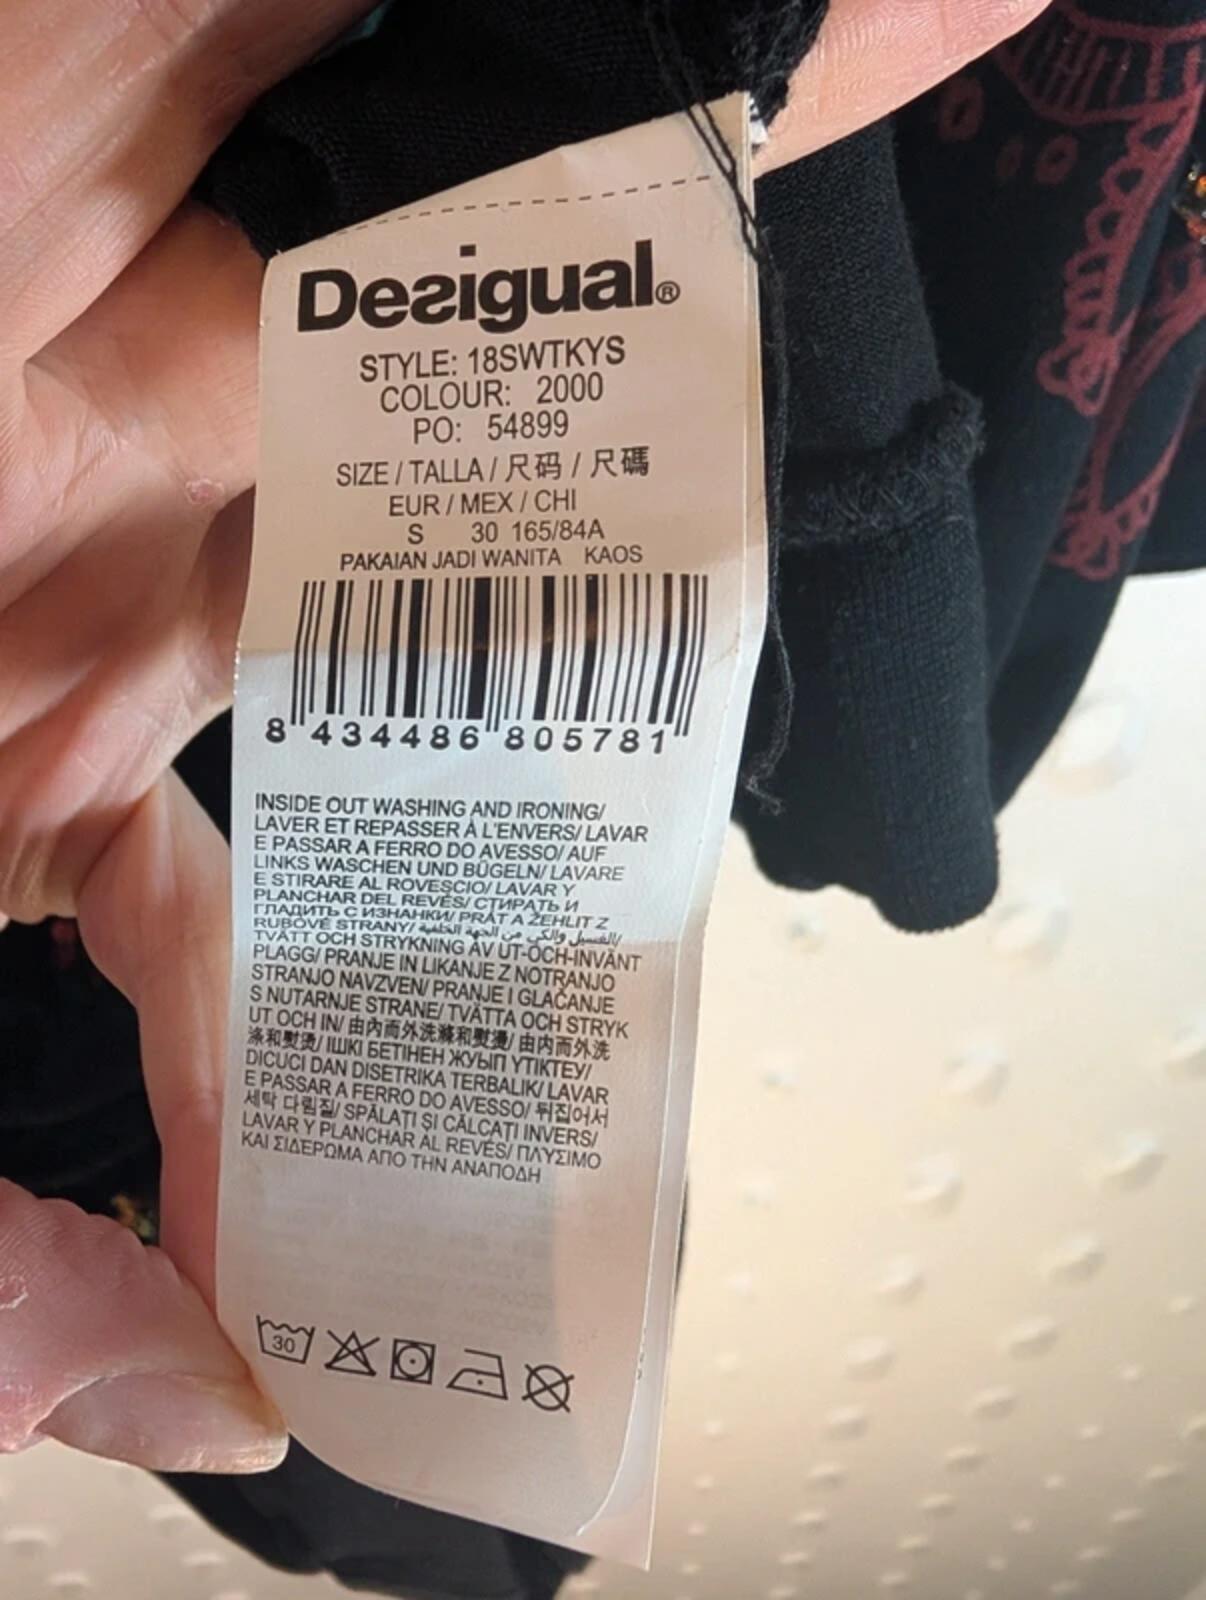 Desigual®
STYLE: 18SWTKYS
COLOUR: 2000
PO: 54899
SIZE / TALLA / 尺码 / 尺碼
EUR / MEX / CHI
S 30 165/84A
PAKAIAN JADI WANITA KAOS
8 434486 805781
INSIDE OUT WASHING AND IRONING/
LAVER ET REPASSER À L'ENVERS/ LAVAR
E PASSAR A FERRO DO AVESSO/ AUF
LINKS WASCHEN UND BÜGELN/ LAVARE
E STIRARE AL ROVESCIO/ LAVAR Y
PLANCHAR DEL REVÉS/ СТИРАТЬ И
ГЛАДИТЬ С ИЗНАНКИ/ PRÁT A ŽEHLIT Z
RUBOVÉ STRANY/ الغسيل والكي من الجهة الخلفية/
TVÄTT OCH STRYKNING AV UT-OCH-INVÄNT
PLAGG/ PRANJE IN LIKANJE Z NOTRANJO
STRANJO NAVZVEN/ PRANJE I GLAČANJE
S NUTARNJE STRANE/ TVÄTTA OCH STRYK
UT OCH IN/ 由內而外洗滌和熨燙/ 由内而外洗
涤和熨烫/ ІШКІ БЕТІНЕН ЖУЫП ҮТІКТЕУ/
DICUCI DAN DISETRIKA TERBALIK/ LAVAR
E PASSAR A FERRO DO AVESSO/ 뒤집어서
세탁 다림질/ SPĂLAȚI ȘI CĂLCAȚI INVERS/
LAVAR Y PLANCHAR AL REVÉS/ ΠΛΥΣΙΜΟ
ΚΑΙ ΣΙΔΕΡΩΜΑ ΑΠΟ ΤΗΝ ΑΝΑΠΟΔΗ
30